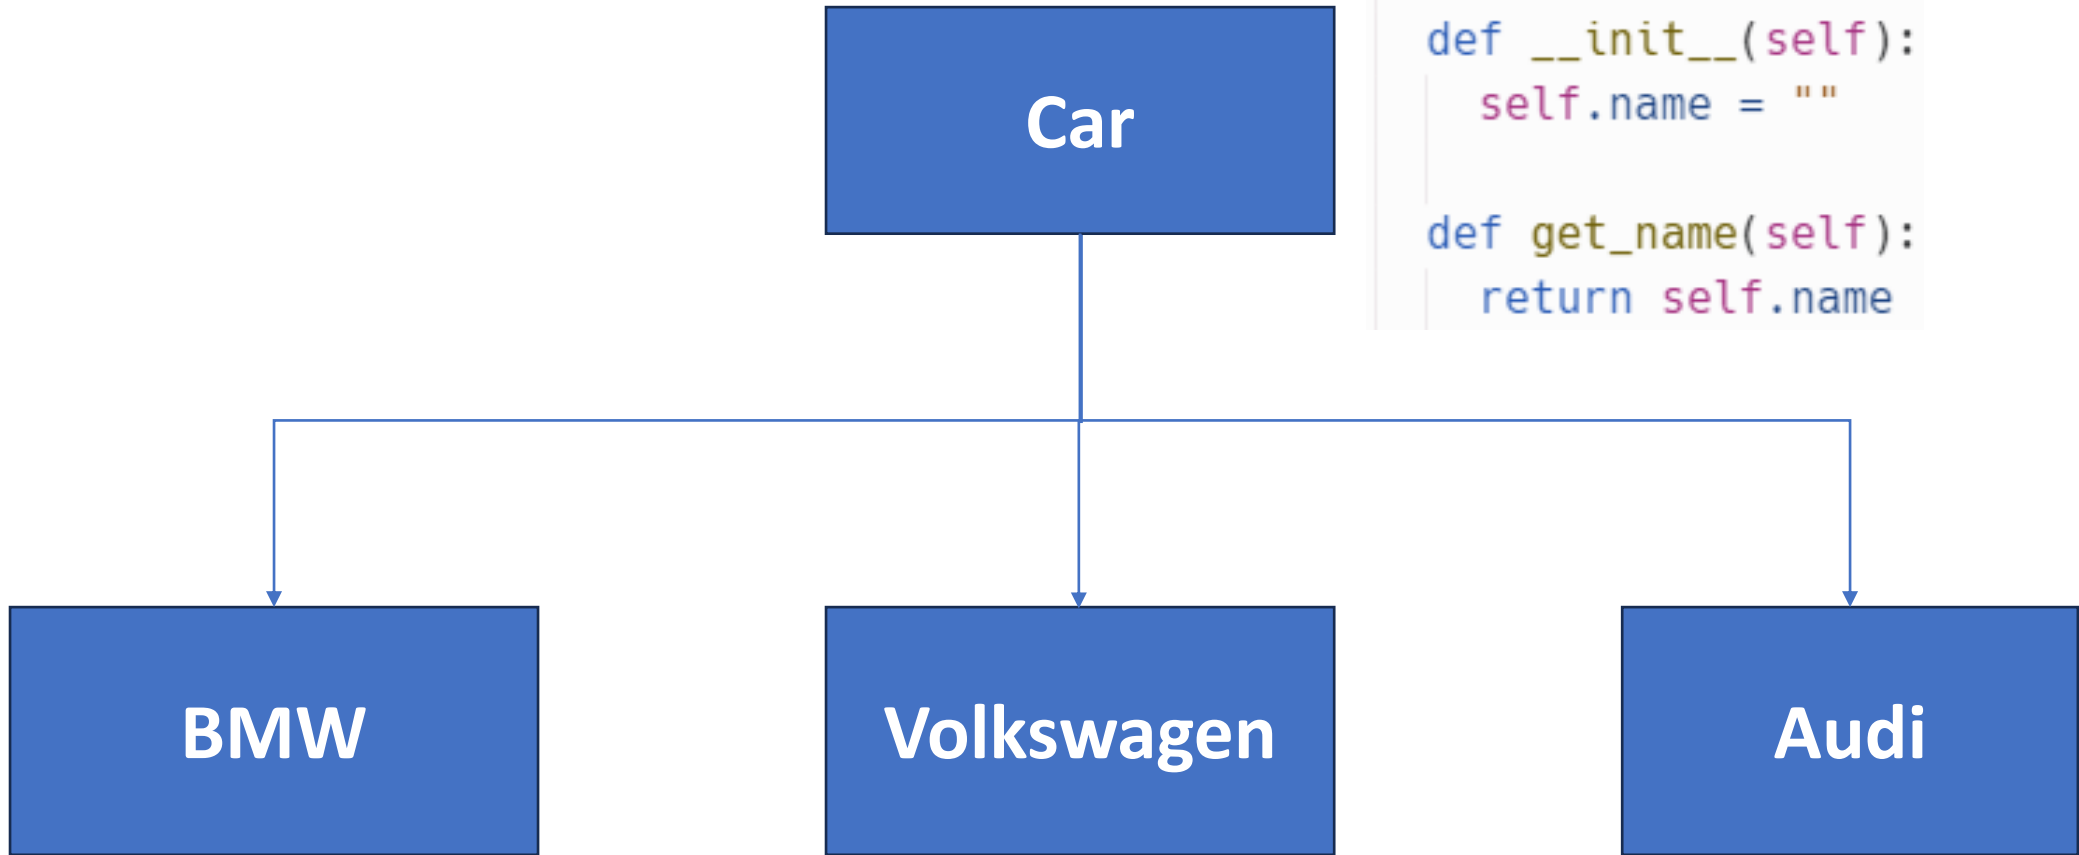 Car
def __init__(self):
self.name = ""
def get_name(self):
return self.name
BMW
Volkswagen
Audi